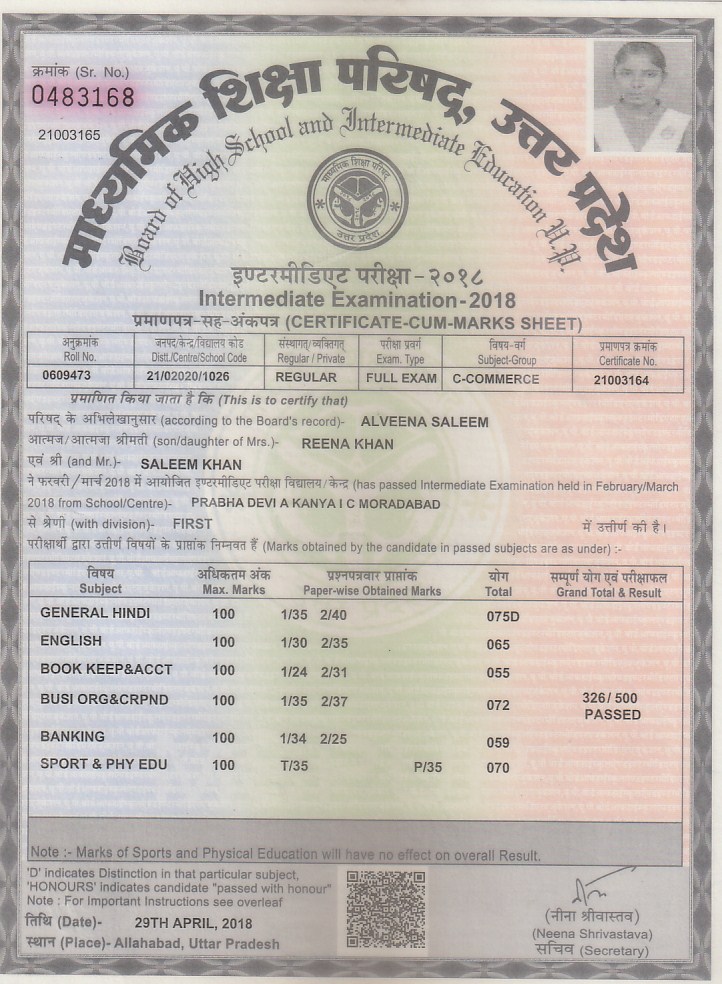 क्रमांक (Sr. No.)
0483168
21003165
माध्यमिक शिक्षा परिषद्, उत्तर प्रदेश
Board of High School and Intermediate Education U.P.
माध्यमिक शिक्षा परिषद
उत्तर प्रदेश
इण्टरमीडिएट परीक्षा-२०१८
Intermediate Examination-2018
प्रमाणपत्र-सह-अंकपत्र (CERTIFICATE-CUM-MARKS SHEET)
अनुक्रमांक जनपद/केन्द्र/विद्यालय कोड संस्थागत/व्यक्तिगत परीक्षा प्रवर्ग विषय-वर्ग प्रमाणपत्र क्रमांक
Roll No. Distt./Centre/School Code Regular / Private Exam. Type Subject-Group Certificate No.
0609473 21/02020/1026 REGULAR FULL EXAM C-COMMERCE 21003164
प्रमाणित किया जाता है कि (This is to certify that)
परिषद् के अभिलेखानुसार (according to the Board's record)- ALVEENA SALEEM
आत्मज/आत्मजा श्रीमती (son/daughter of Mrs.)- REENA KHAN
एवं श्री (and Mr.)- SALEEM KHAN
ने फरवरी/मार्च 2018 में आयोजित इण्टरमीडिएट परीक्षा विद्यालय/केन्द्र (has passed Intermediate Examination held in February/March
2018 from School/Centre)- PRABHA DEVI A KANYA I C MORADABAD
से श्रेणी (with division)- FIRST में उत्तीर्ण की है।
परीक्षार्थी द्वारा उत्तीर्ण विषयों के प्राप्तांक निम्नवत हैं (Marks obtained by the candidate in passed subjects are as under) :-
विषय अधिकतम अंक प्रश्नपत्रवार प्राप्तांक योग सम्पूर्ण योग एवं परीक्षाफल
Subject Max. Marks Paper-wise Obtained Marks Total Grand Total & Result
GENERAL HINDI 100 1/35 2/40 075D
ENGLISH 100 1/30 2/35 065
BOOK KEEP&ACCT 100 1/24 2/31 055
BUSI ORG&CRPND 100 1/35 2/37 072 326/ 500
PASSED
BANKING 100 1/34 2/25 059
SPORT & PHY EDU 100 T/35 P/35 070
Note :- Marks of Sports and Physical Education will have no effect on overall Result.
'D' indicates Distinction in that particular subject,
'HONOURS' indicates candidate "passed with honour"
Note : For Important Instructions see overleaf
तिथि (Date)- 29TH APRIL, 2018
स्थान (Place)- Allahabad, Uttar Pradesh
(नीना श्रीवास्तव)
(Neena Shrivastava)
सचिव (Secretary)